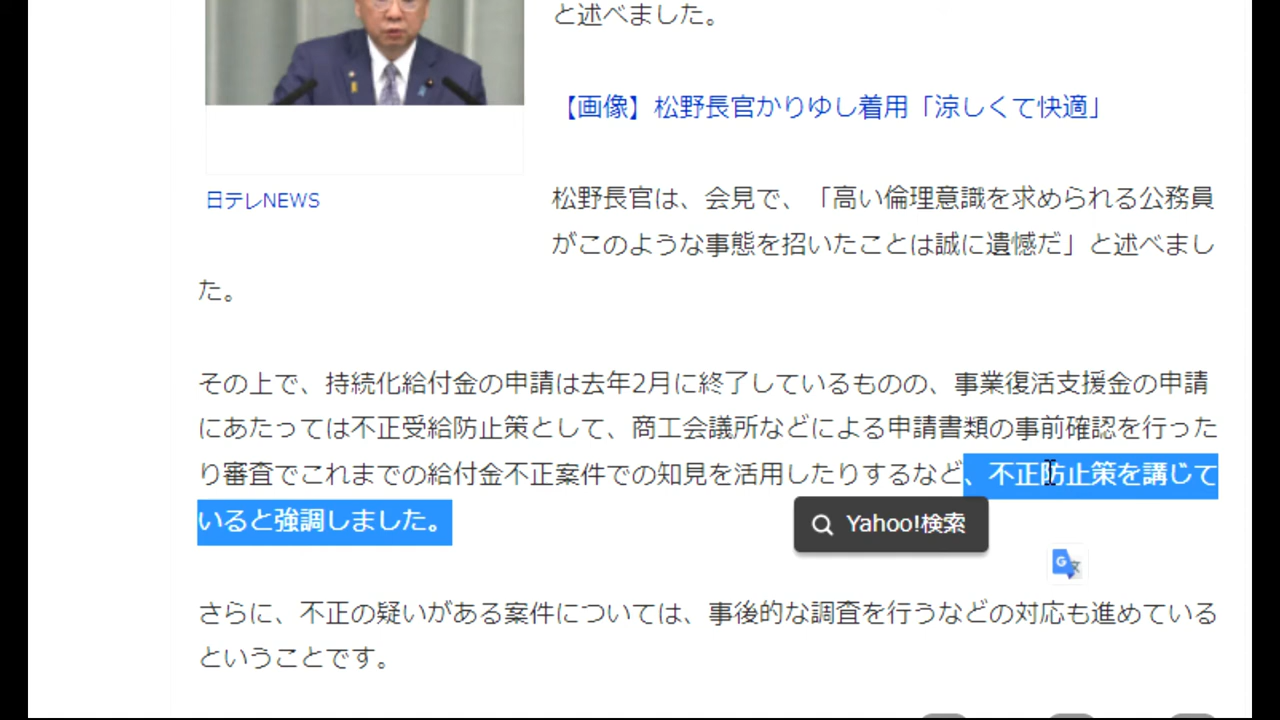 と述べました。
【画像】松野長官かりゆし着用「涼しくて快適」
日テレNEWS
松野長官は、会見で、「高い倫理意識を求められる公務員
がこのような事態を招いたことは誠に遺憾だ」と述べまし
た。
その上で、持続化給付金の申請は去年2月に終了しているものの、事業復活支援金の申請
にあたっては不正受給防止策として、商工会議所などによる申請書類の事前確認を行った
り審査でこれまでの給付金不正案件での知見を活用したりするなど、不正防止策を講じて
いると強調しました。
Yahoo!検索
さらに、不正の疑いがある案件については、事後的な調査を行うなどの対応も進めている
ということです。